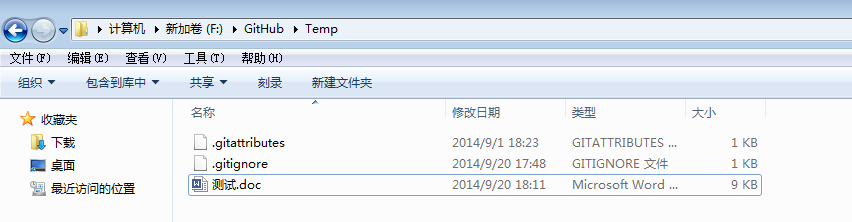 计算机 ▸ 新加卷 (F:) ▸ GitHub ▸ Temp
文件(F) 编辑(E) 查看(V) 工具(T) 帮助(H)
组织 包含到库中 共享 刻录 新建文件夹
名称 修改日期 类型 大小
收藏夹
下载
桌面
最近访问的位置
.gitattributes 2014/9/1 18:23 GITATTRIBUTES ... 1 KB
.gitignore 2014/9/20 17:48 GITIGNORE 文件 1 KB
测试.doc 2014/9/20 18:11 Microsoft Word ... 9 KB